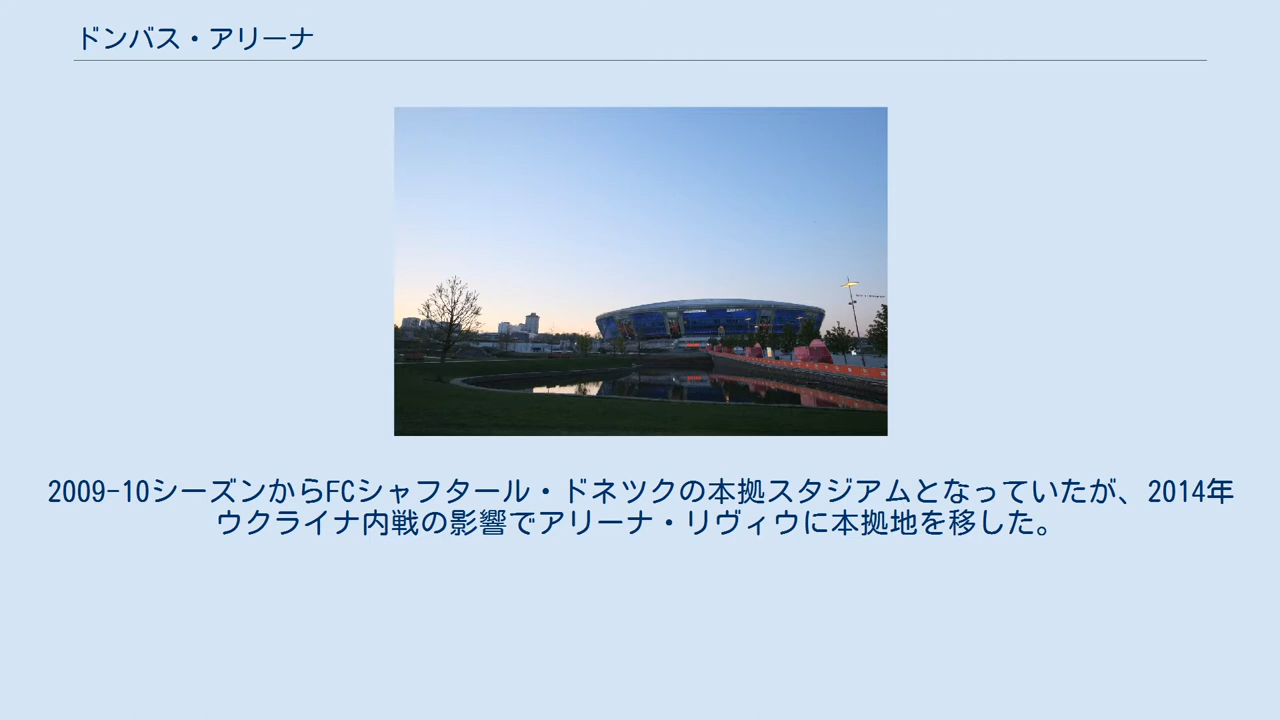 ドンバス・アリーナ
2009-10シーズンからFCシャフタール・ドネツクの本拠スタジアムとなっていたが、2014年
ウクライナ内戦の影響でアリーナ・リヴィウに本拠地を移した。